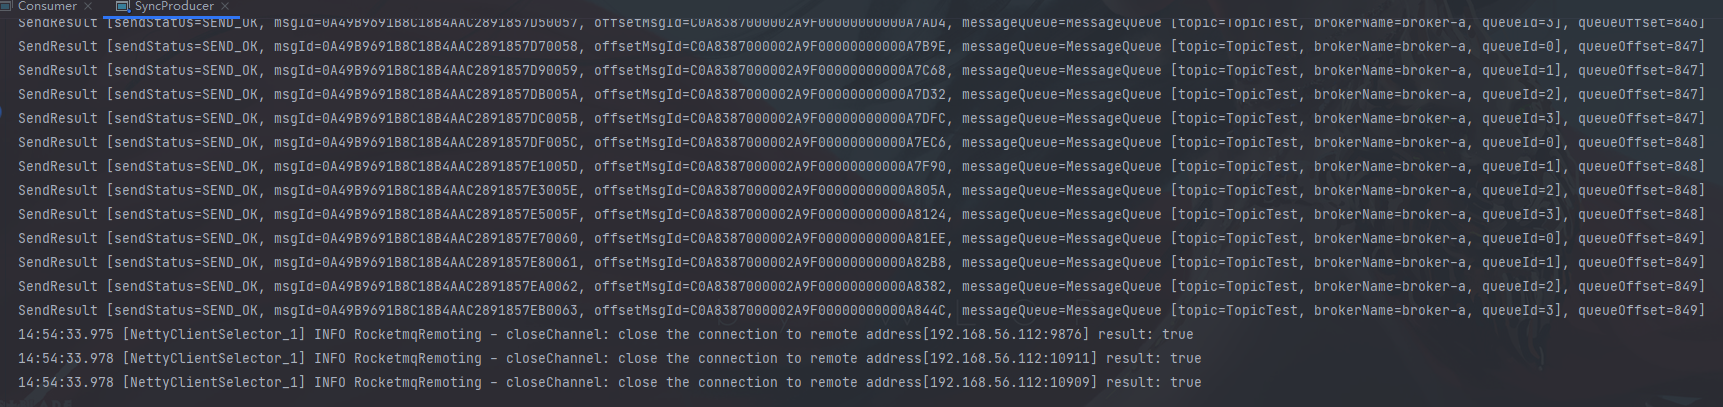 Consumer SyncProducer
SendResult [sendStatus=SEND_OK, msgId=0A49B9691B8C18B4AAC2891857D50057, offsetMsgId=C0A8387000002A9F00000000000A7AD4, messageQueue=MessageQueue [topic=TopicTest, brokerName=broker-a, queueId=3], queueOffset=846]
SendResult [sendStatus=SEND_OK, msgId=0A49B9691B8C18B4AAC2891857D70058, offsetMsgId=C0A8387000002A9F00000000000A7B9E, messageQueue=MessageQueue [topic=TopicTest, brokerName=broker-a, queueId=0], queueOffset=847]
SendResult [sendStatus=SEND_OK, msgId=0A49B9691B8C18B4AAC2891857D90059, offsetMsgId=C0A8387000002A9F00000000000A7C68, messageQueue=MessageQueue [topic=TopicTest, brokerName=broker-a, queueId=1], queueOffset=847]
SendResult [sendStatus=SEND_OK, msgId=0A49B9691B8C18B4AAC2891857DB005A, offsetMsgId=C0A8387000002A9F00000000000A7D32, messageQueue=MessageQueue [topic=TopicTest, brokerName=broker-a, queueId=2], queueOffset=847]
SendResult [sendStatus=SEND_OK, msgId=0A49B9691B8C18B4AAC2891857DC005B, offsetMsgId=C0A8387000002A9F00000000000A7DFC, messageQueue=MessageQueue [topic=TopicTest, brokerName=broker-a, queueId=3], queueOffset=847]
SendResult [sendStatus=SEND_OK, msgId=0A49B9691B8C18B4AAC2891857DF005C, offsetMsgId=C0A8387000002A9F00000000000A7EC6, messageQueue=MessageQueue [topic=TopicTest, brokerName=broker-a, queueId=0], queueOffset=848]
SendResult [sendStatus=SEND_OK, msgId=0A49B9691B8C18B4AAC2891857E1005D, offsetMsgId=C0A8387000002A9F00000000000A7F90, messageQueue=MessageQueue [topic=TopicTest, brokerName=broker-a, queueId=1], queueOffset=848]
SendResult [sendStatus=SEND_OK, msgId=0A49B9691B8C18B4AAC2891857E3005E, offsetMsgId=C0A8387000002A9F00000000000A805A, messageQueue=MessageQueue [topic=TopicTest, brokerName=broker-a, queueId=2], queueOffset=848]
SendResult [sendStatus=SEND_OK, msgId=0A49B9691B8C18B4AAC2891857E5005F, offsetMsgId=C0A8387000002A9F00000000000A8124, messageQueue=MessageQueue [topic=TopicTest, brokerName=broker-a, queueId=3], queueOffset=848]
SendResult [sendStatus=SEND_OK, msgId=0A49B9691B8C18B4AAC2891857E70060, offsetMsgId=C0A8387000002A9F00000000000A81EE, messageQueue=MessageQueue [topic=TopicTest, brokerName=broker-a, queueId=0], queueOffset=849]
SendResult [sendStatus=SEND_OK, msgId=0A49B9691B8C18B4AAC2891857E80061, offsetMsgId=C0A8387000002A9F00000000000A82B8, messageQueue=MessageQueue [topic=TopicTest, brokerName=broker-a, queueId=1], queueOffset=849]
SendResult [sendStatus=SEND_OK, msgId=0A49B9691B8C18B4AAC2891857EA0062, offsetMsgId=C0A8387000002A9F00000000000A8382, messageQueue=MessageQueue [topic=TopicTest, brokerName=broker-a, queueId=2], queueOffset=849]
SendResult [sendStatus=SEND_OK, msgId=0A49B9691B8C18B4AAC2891857EB0063, offsetMsgId=C0A8387000002A9F00000000000A844C, messageQueue=MessageQueue [topic=TopicTest, brokerName=broker-a, queueId=3], queueOffset=849]
14:54:33.975 [NettyClientSelector_1] INFO RocketmqRemoting - closeChannel: close the connection to remote address[192.168.56.112:9876] result: true
14:54:33.978 [NettyClientSelector_1] INFO RocketmqRemoting - closeChannel: close the connection to remote address[192.168.56.112:10911] result: true
14:54:33.978 [NettyClientSelector_1] INFO RocketmqRemoting - closeChannel: close the connection to remote address[192.168.56.112:10909] result: true